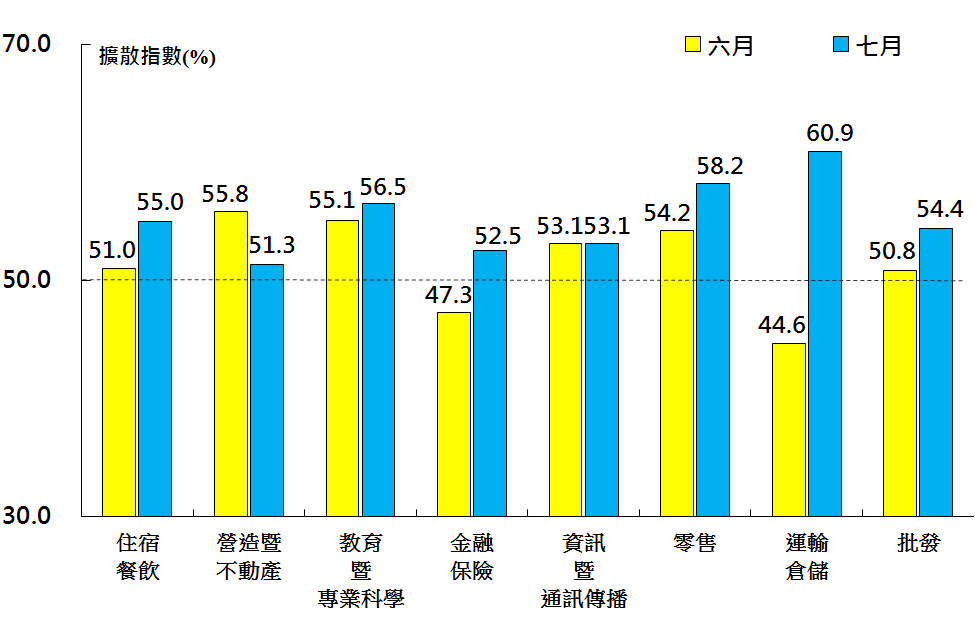 70.0
擴散指數(%)
六月
七月
50.0
30.0
51.0
55.0
55.8
51.3
55.1
56.5
47.3
52.5
53.1
53.1
54.2
58.2
44.6
60.9
50.8
54.4
住宿
餐飲
營造暨
不動產
教育
暨
專業科學
金融
保險
資訊
暨
通訊傳播
零售
運輸
倉儲
批發